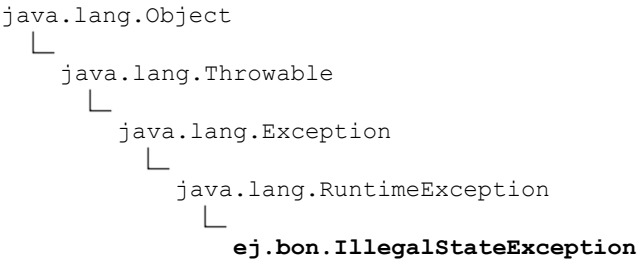 java.lang.Object
java.lang.Throwable
java.lang.Exception
java.lang.RuntimeException
ej.bon.IllegalStateException